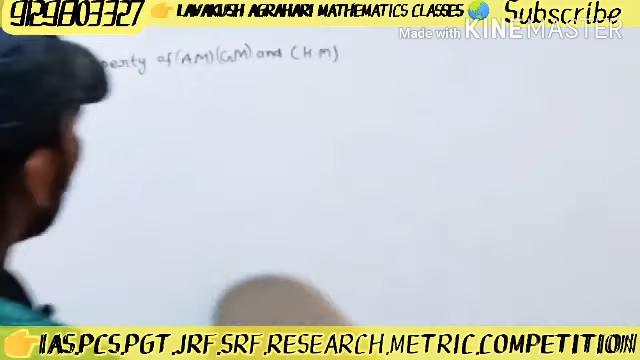 9129803327 👉 LAVAKUSH AGRAHARI MATHEMATICS CLASSES 🌏 Subscribe
Made with KINEMASTER
perty of (AM) (GM) and (H.M)
👉 IAS.PCS.PGT.JRF.SRF.RESEARCH.METRIC.COMPETITION